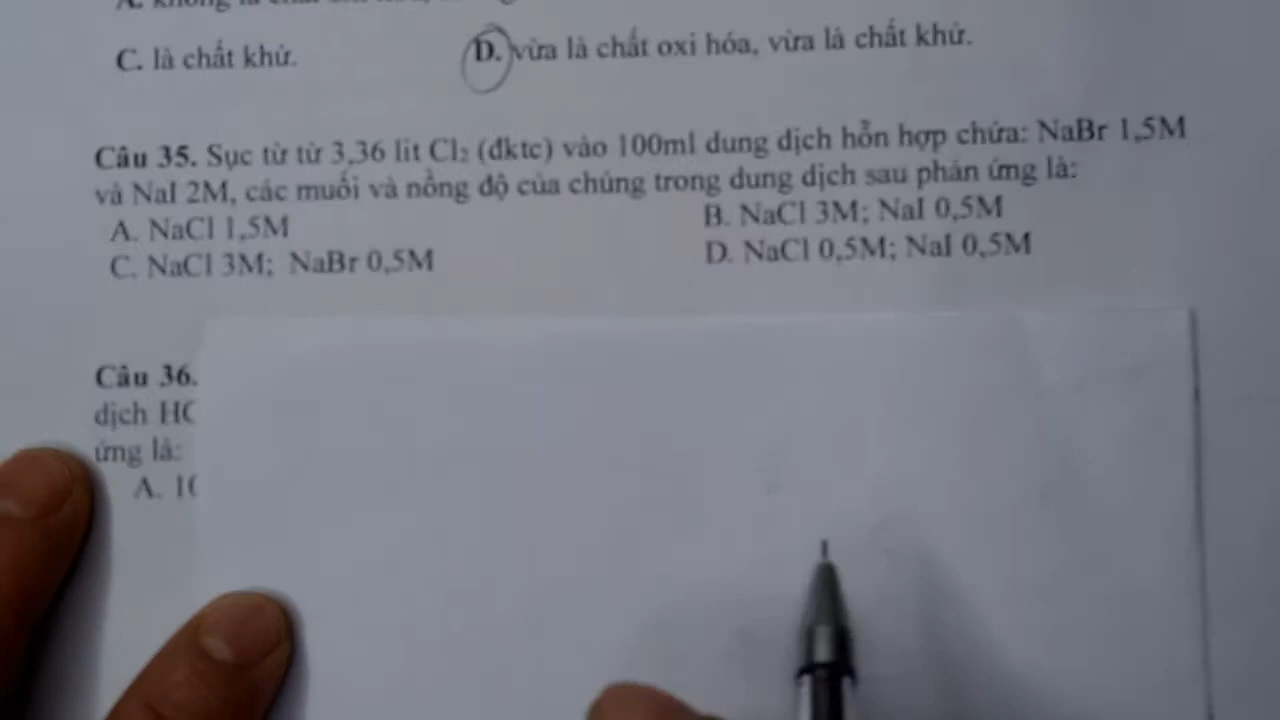 C. là chất khử.
D. vừa là chất oxi hóa, vừa là chất khử.
Câu 35. Sục từ từ 3,36 lit Cl₂ (đktc) vào 100ml dung dịch hỗn hợp chứa: NaBr 1,5M
và NaI 2M, các muối và nồng độ của chúng trong dung dịch sau phản ứng là:
A. NaCl 1,5M
B. NaCl 3M; NaI 0,5M
C. NaCl 3M; NaBr 0,5M
D. NaCl 0,5M; NaI 0,5M
Câu 36.
dịch HC
ứng là:
A. 1